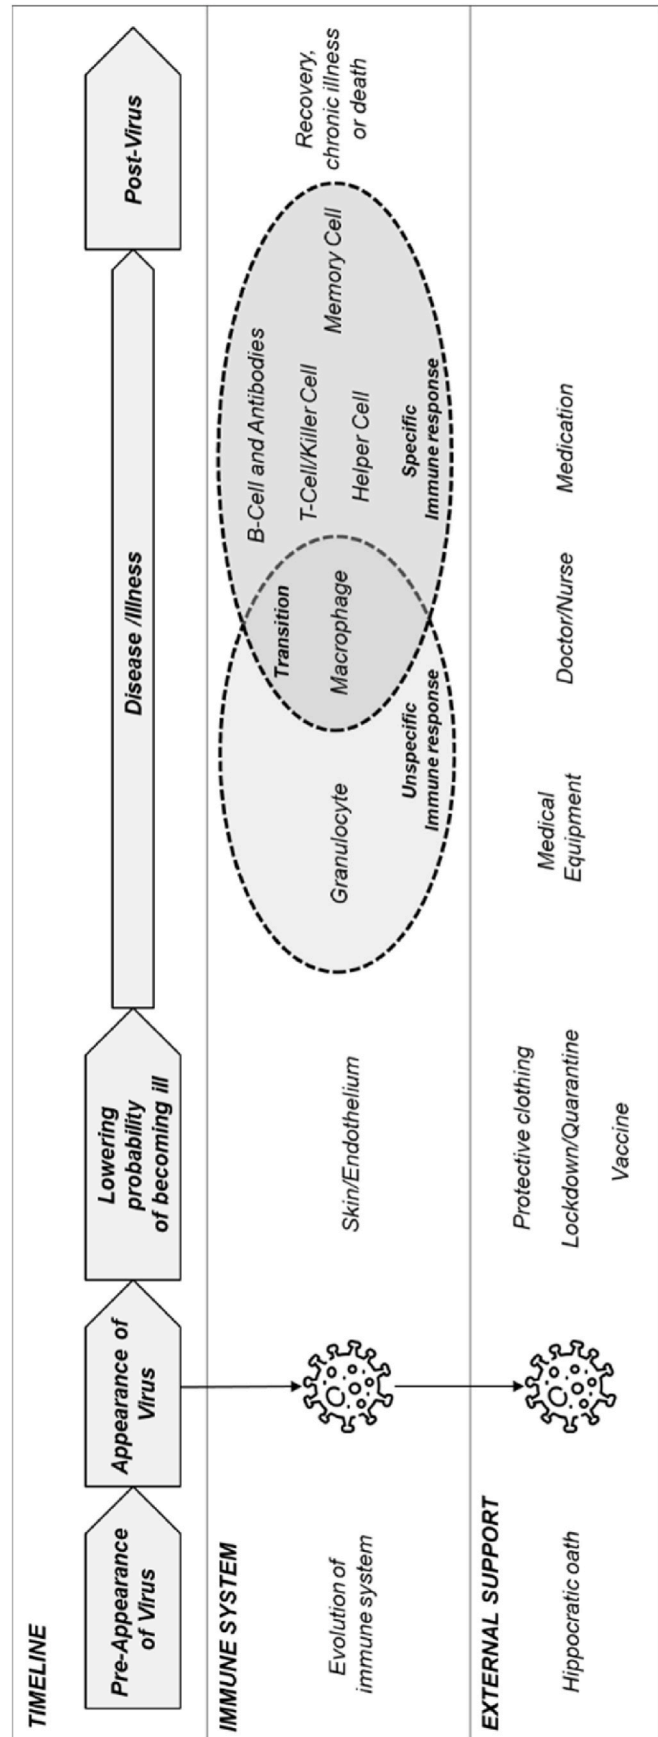 TIMELINE
Pre-Appearance
of Virus
Appearance of
Virus
Lowering
probability
of becoming ill
Disease /Illness
Post-Virus
IMMUNE SYSTEM
Evolution of
immune system
Skin/Endothelium
Granulocyte
Unspecific
Immune response
Transition
Macrophage
B-Cell and Antibodies
T-Cell/Killer Cell
Helper Cell
Memory Cell
Specific
Immune response
Recovery,
chronic illness
or death
EXTERNAL SUPPORT
Hippocratic oath
Protective clothing
Lockdown/Quarantine
Vaccine
Medical
Equipment
Doctor/Nurse
Medication